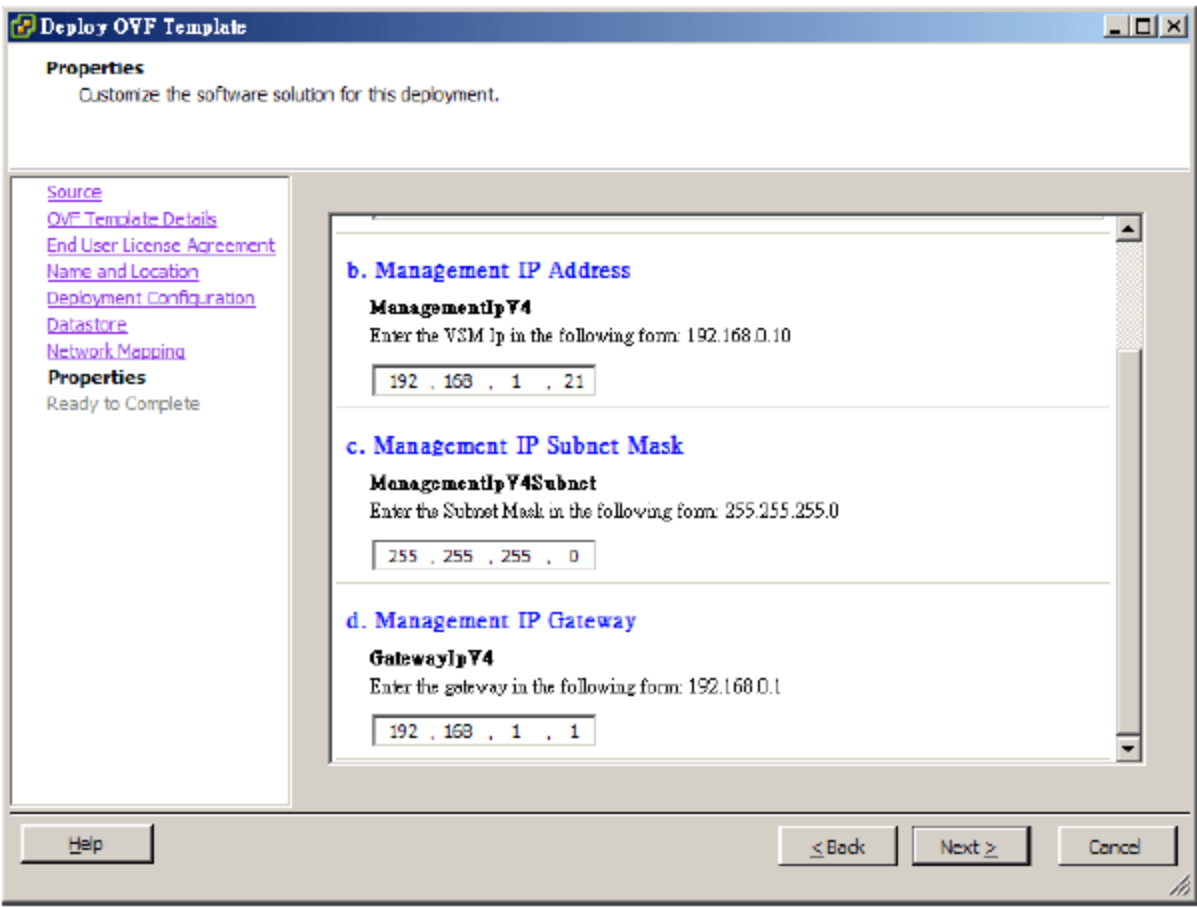 Deploy OVF Template
Properties
Customize the software solution for this deployment.
Source
OVF Template Details
End User License Agreement
Name and Location
Deployment Configuration
Datastore
Network Mapping
Properties
Ready to Complete
b. Management IP Address
ManagementIpV4
Enter the VSM Ip in the following form: 192.168.0.10
192 . 168 . 1 . 21
c. Management IP Subnet Mask
ManagementIpV4Subnet
Enter the Subnet Mask in the following form: 255.255.255.0
255 . 255 . 255 . 0
d. Management IP Gateway
GatewayIpV4
Enter the gateway in the following form: 192.168.0.1
192 . 168 . 1 . 1
Help
< Back
Next >
Cancel